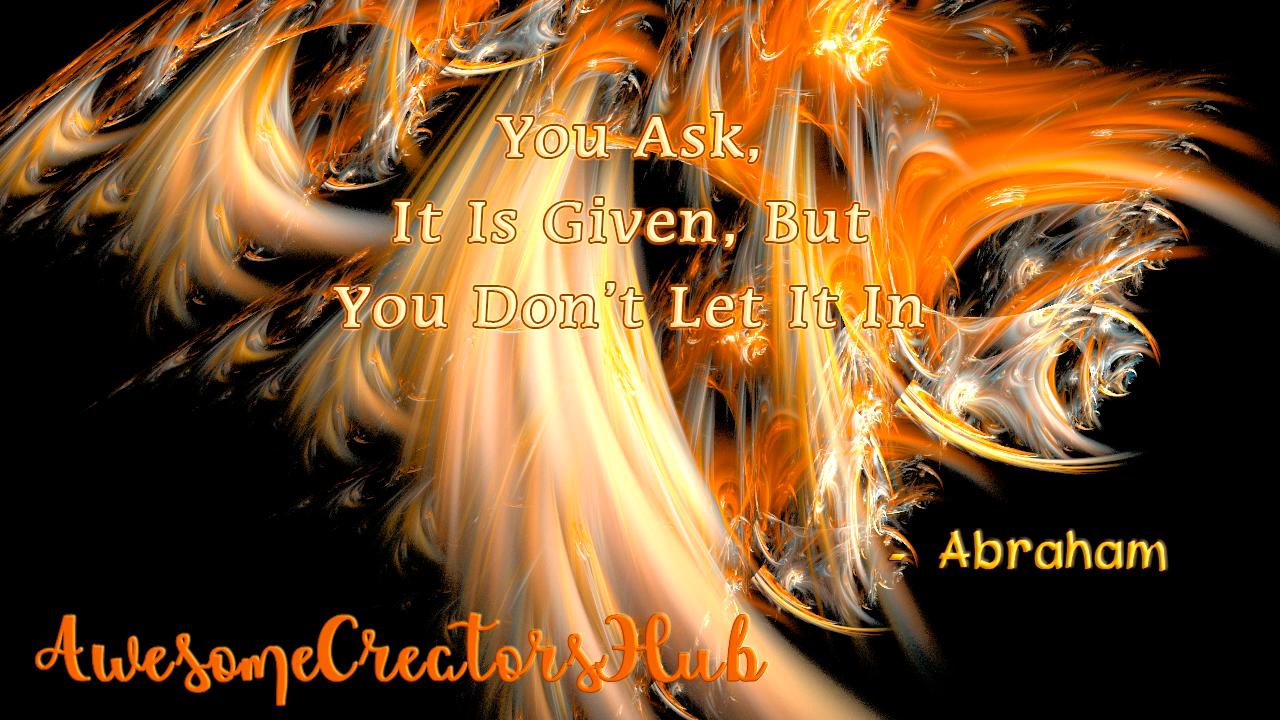 You Ask,
It Is Given, But
You Don't Let It In
- Abraham
AwesomeCreatorsHub